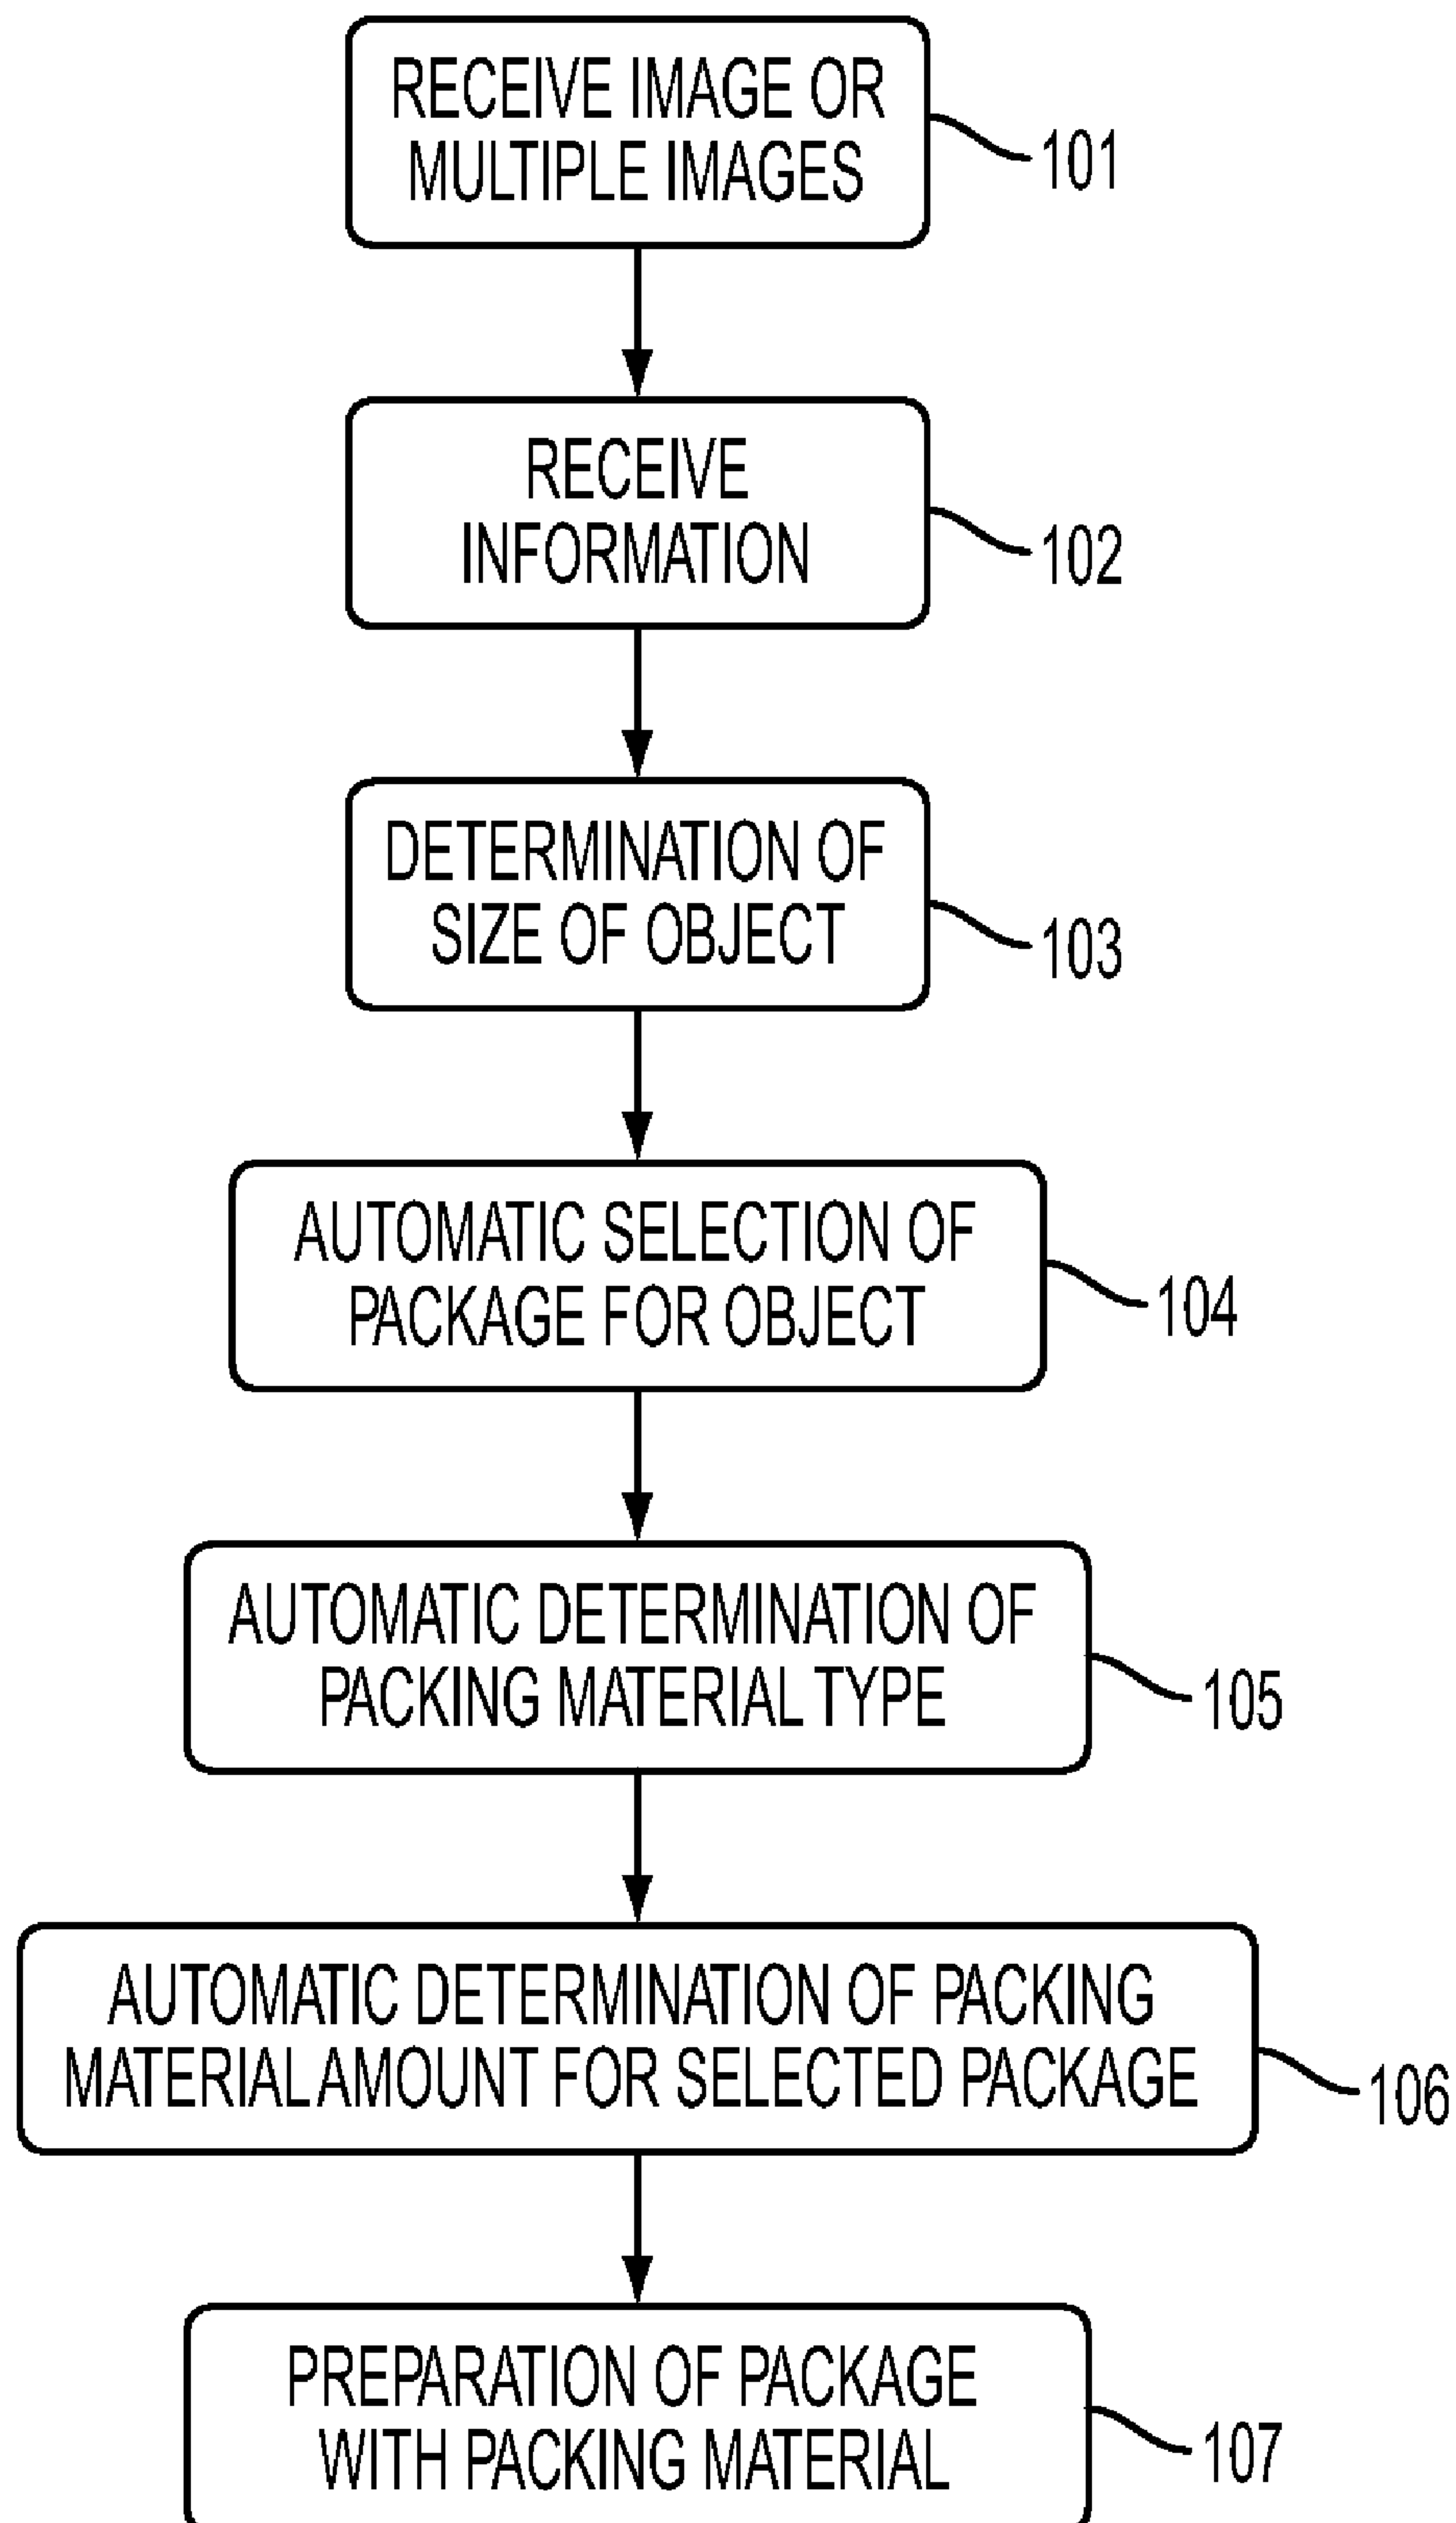 RECEIVE IMAGE OR
MULTIPLE IMAGES
101
RECEIVE
INFORMATION
102
DETERMINATION OF
SIZE OF OBJECT
103
AUTOMATIC SELECTION OF
PACKAGE FOR OBJECT
104
AUTOMATIC DETERMINATION OF
PACKING MATERIAL TYPE
105
AUTOMATIC DETERMINATION OF PACKING
MATERIAL AMOUNT FOR SELECTED PACKAGE
106
PREPARATION OF PACKAGE
WITH PACKING MATERIAL
107